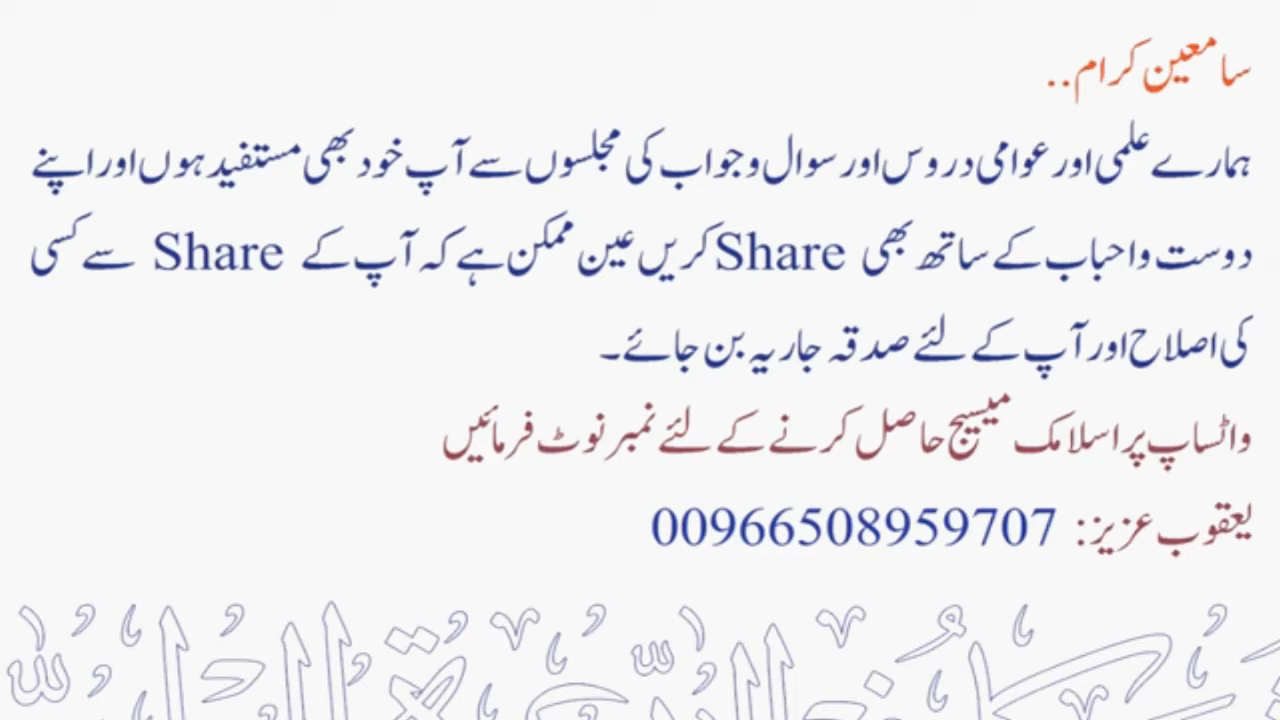 سامعین کرام..
ہمارے علمی اور عوامی دروس اور سوال وجواب کی مجلسوں سے آپ خود بھی مستفید ہوں اور اپنے
دوست واحباب کے ساتھ بھی Share کریں عین ممکن ہے کہ آپ کے Share سے کسی
کی اصلاح اور آپ کے لئے صدقہ جاریہ بن جائے۔
واٹساپ پر اسلامک میسیج حاصل کرنے کے لئے نمبر نوٹ فرمائیں
یعقوب عزیز: 00966508959707